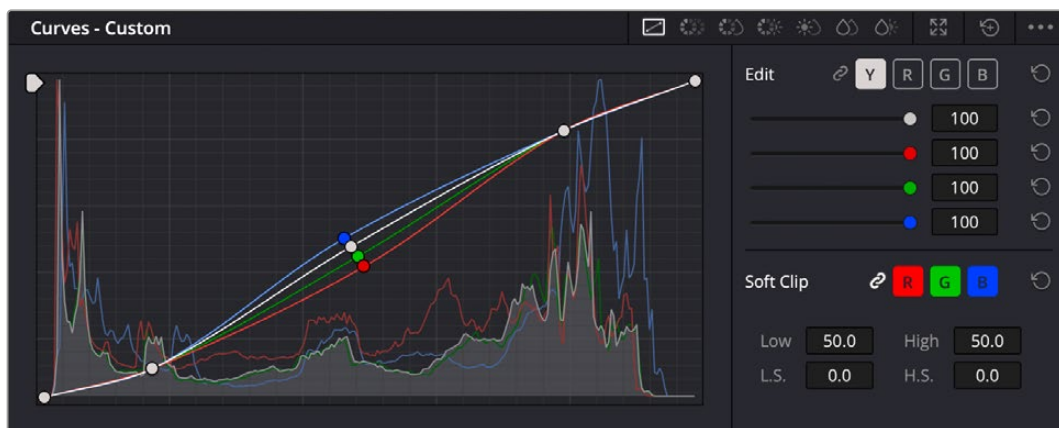 Curves - Custom
Edit Y R G B
100
100
100
100
Soft Clip R G B
Low 50.0 High 50.0
L.S. 0.0 H.S. 0.0